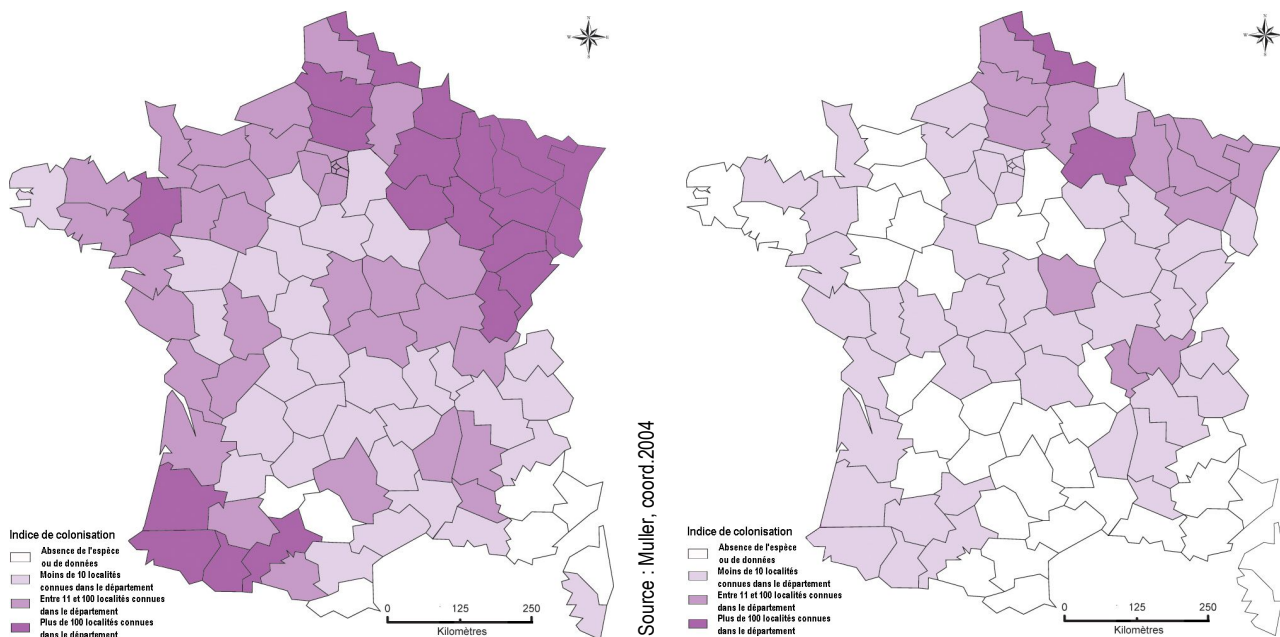 N
W
E
S
Indice de colonisation
Absence de l'espèce
ou de données
Moins de 10 localités
connues dans le département
Entre 11 et 100 localités connues
dans le département
Plus de 100 localités connues
dans le département
0
125
250
Kilomètres
Source : Muller, coord.2004
N
W
E
S
Indice de colonisation
Absence de l'espèce
ou de données
Moins de 10 localités
connues dans le département
Entre 11 et 100 localités connues
dans le département
Plus de 100 localités connues
dans le département
0
125
250
Kilomètres